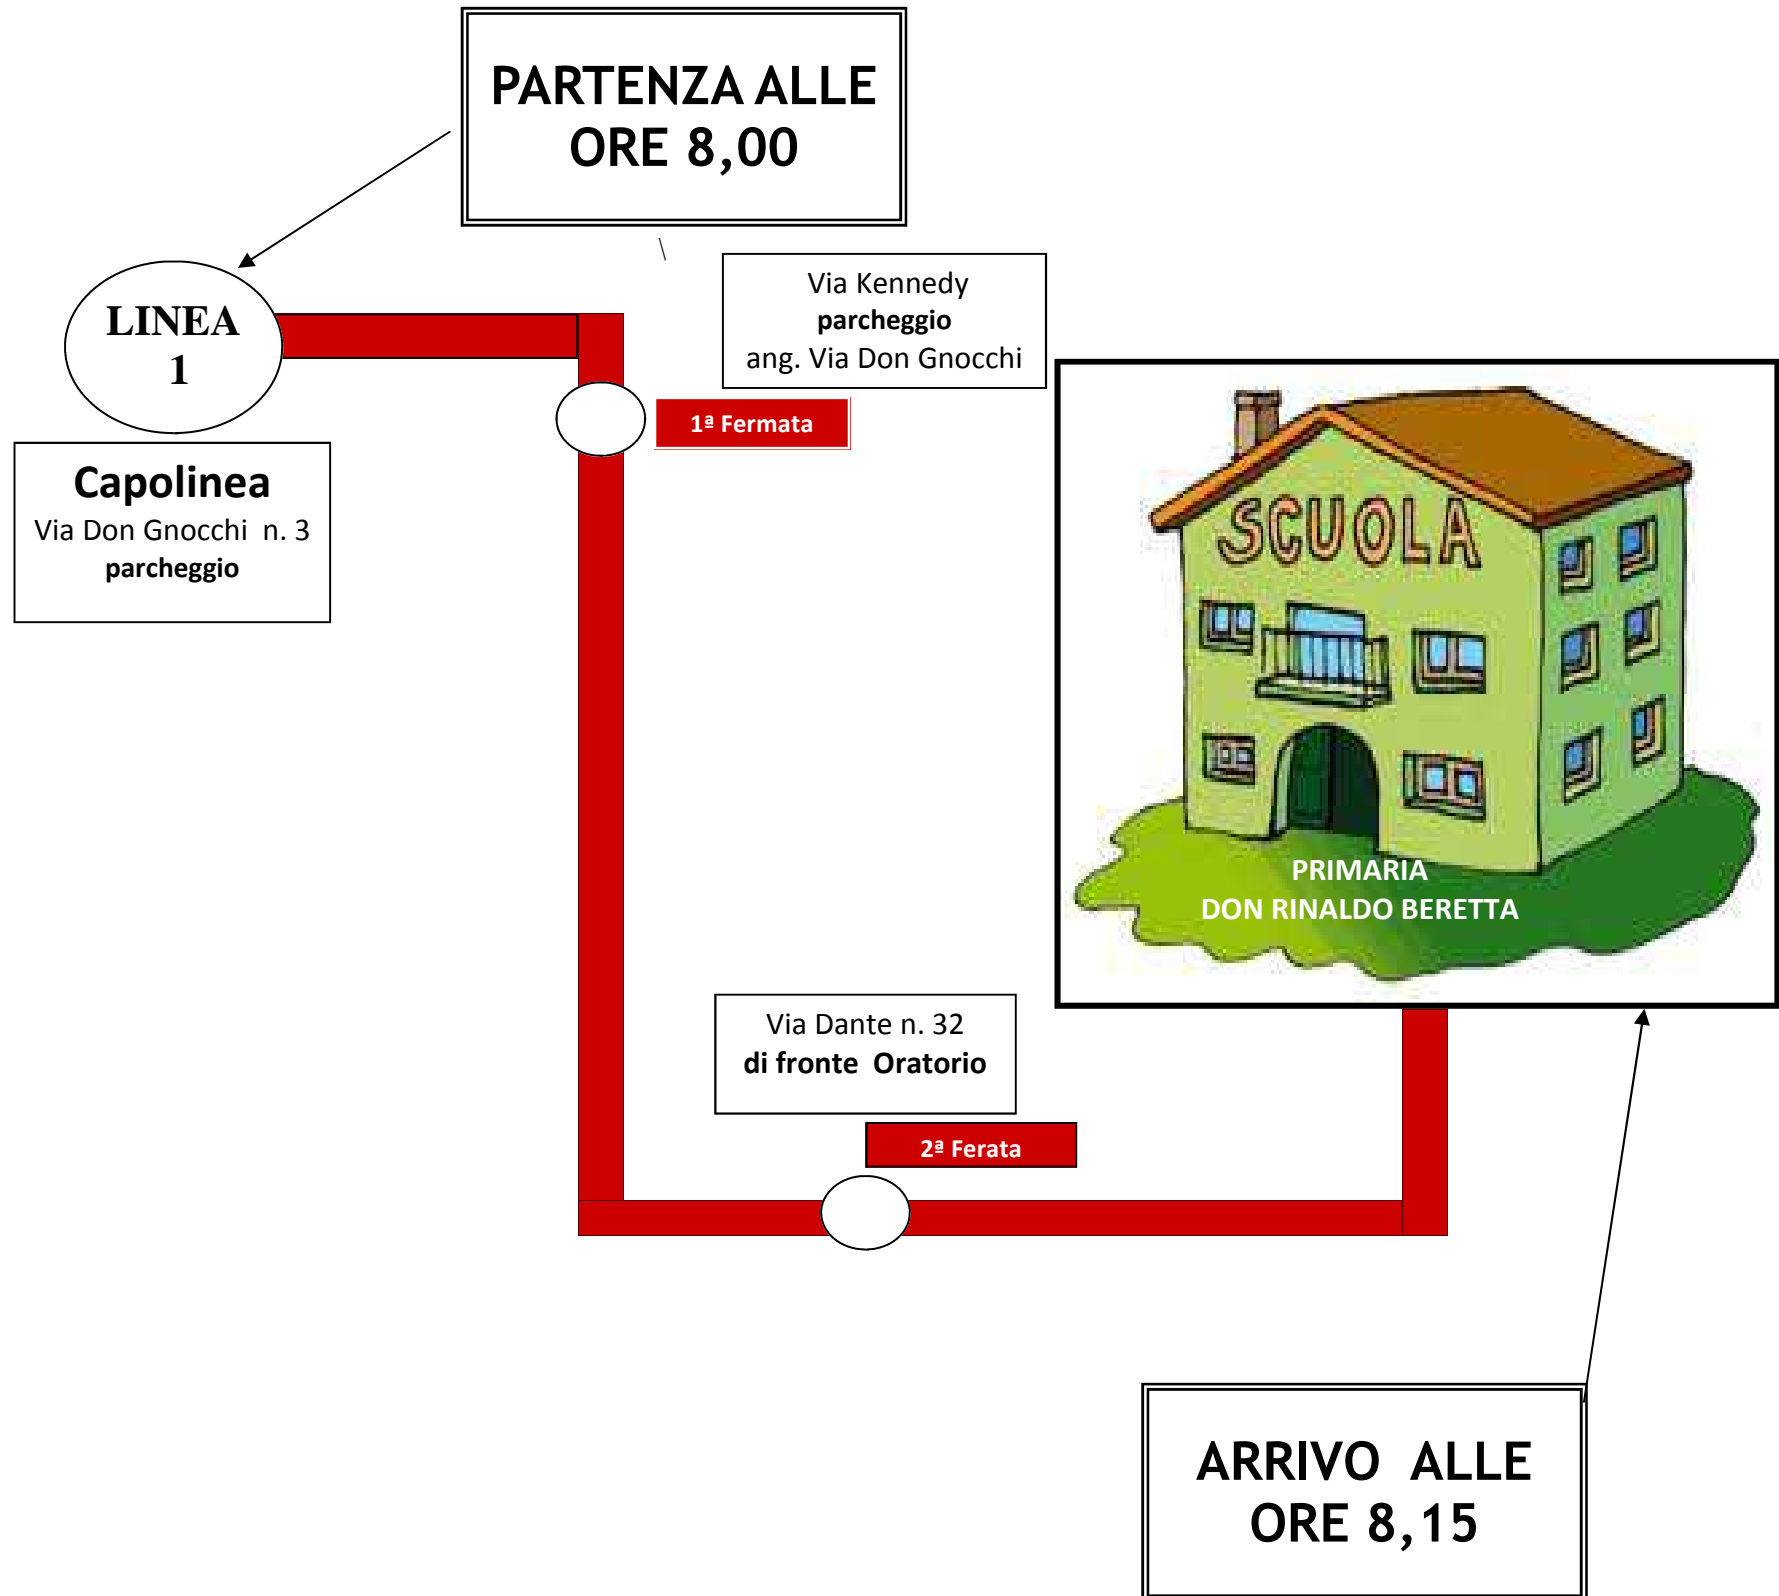 PARTENZA ALLE
ORE 8,00
LINEA
1
Via Kennedy
parcheggio
ang. Via Don Gnocchi
1ª Fermata
Capolinea
Via Don Gnocchi n. 3
parcheggio
SCUOLA
PRIMARIA
DON RINALDO BERETTA
Via Dante n. 32
di fronte Oratorio
2ª Ferata
ARRIVO ALLE
ORE 8,15